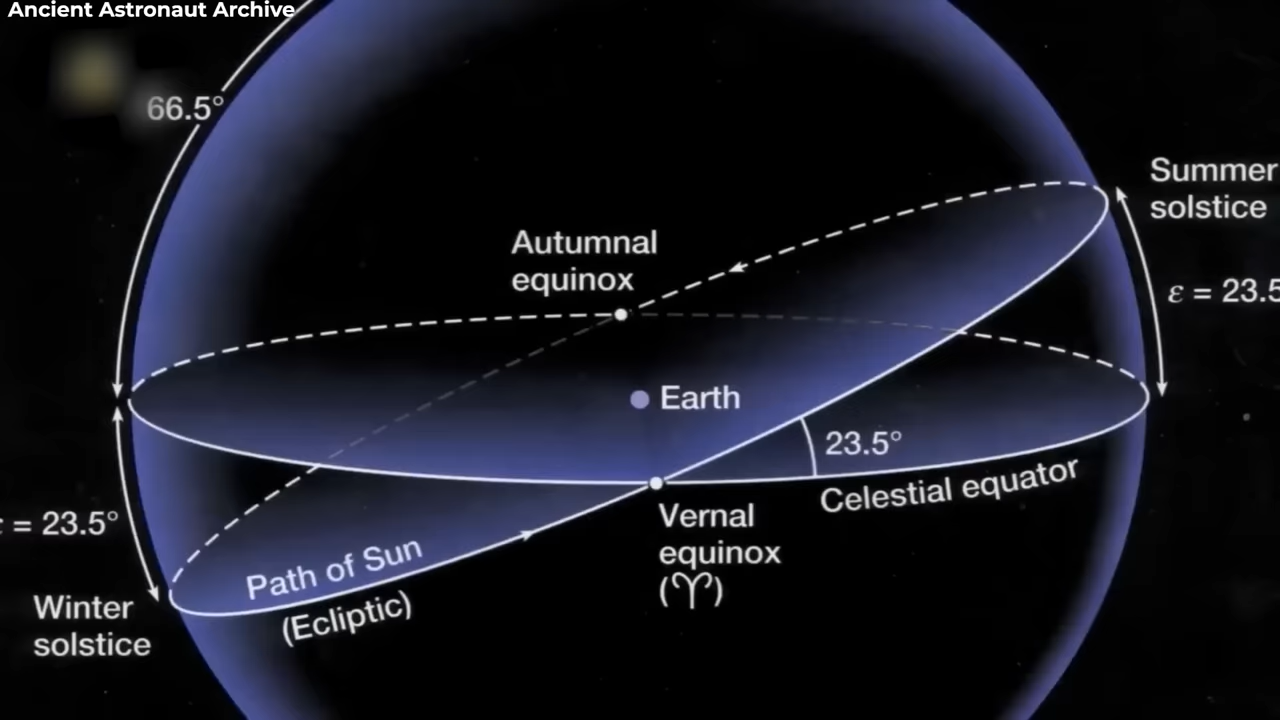 Ancient Astronaut Archive
66.5°
Summer
solstice
Autumnal
equinox
ε = 23.5
Earth
23.5°
Celestial equator
= 23.5°
Vernal
equinox
(♈)
Path of Sun
(Ecliptic)
Winter
solstice